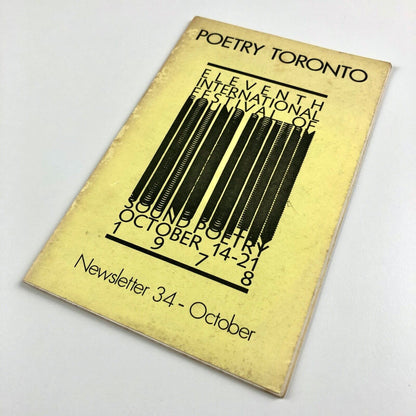 POETRY TORONTO
ELEVENTH
INTERNATIONAL
FESTIVAL OF
SOUND POETRY
OCTOBER 14-21
1978
Newsletter 34 - October